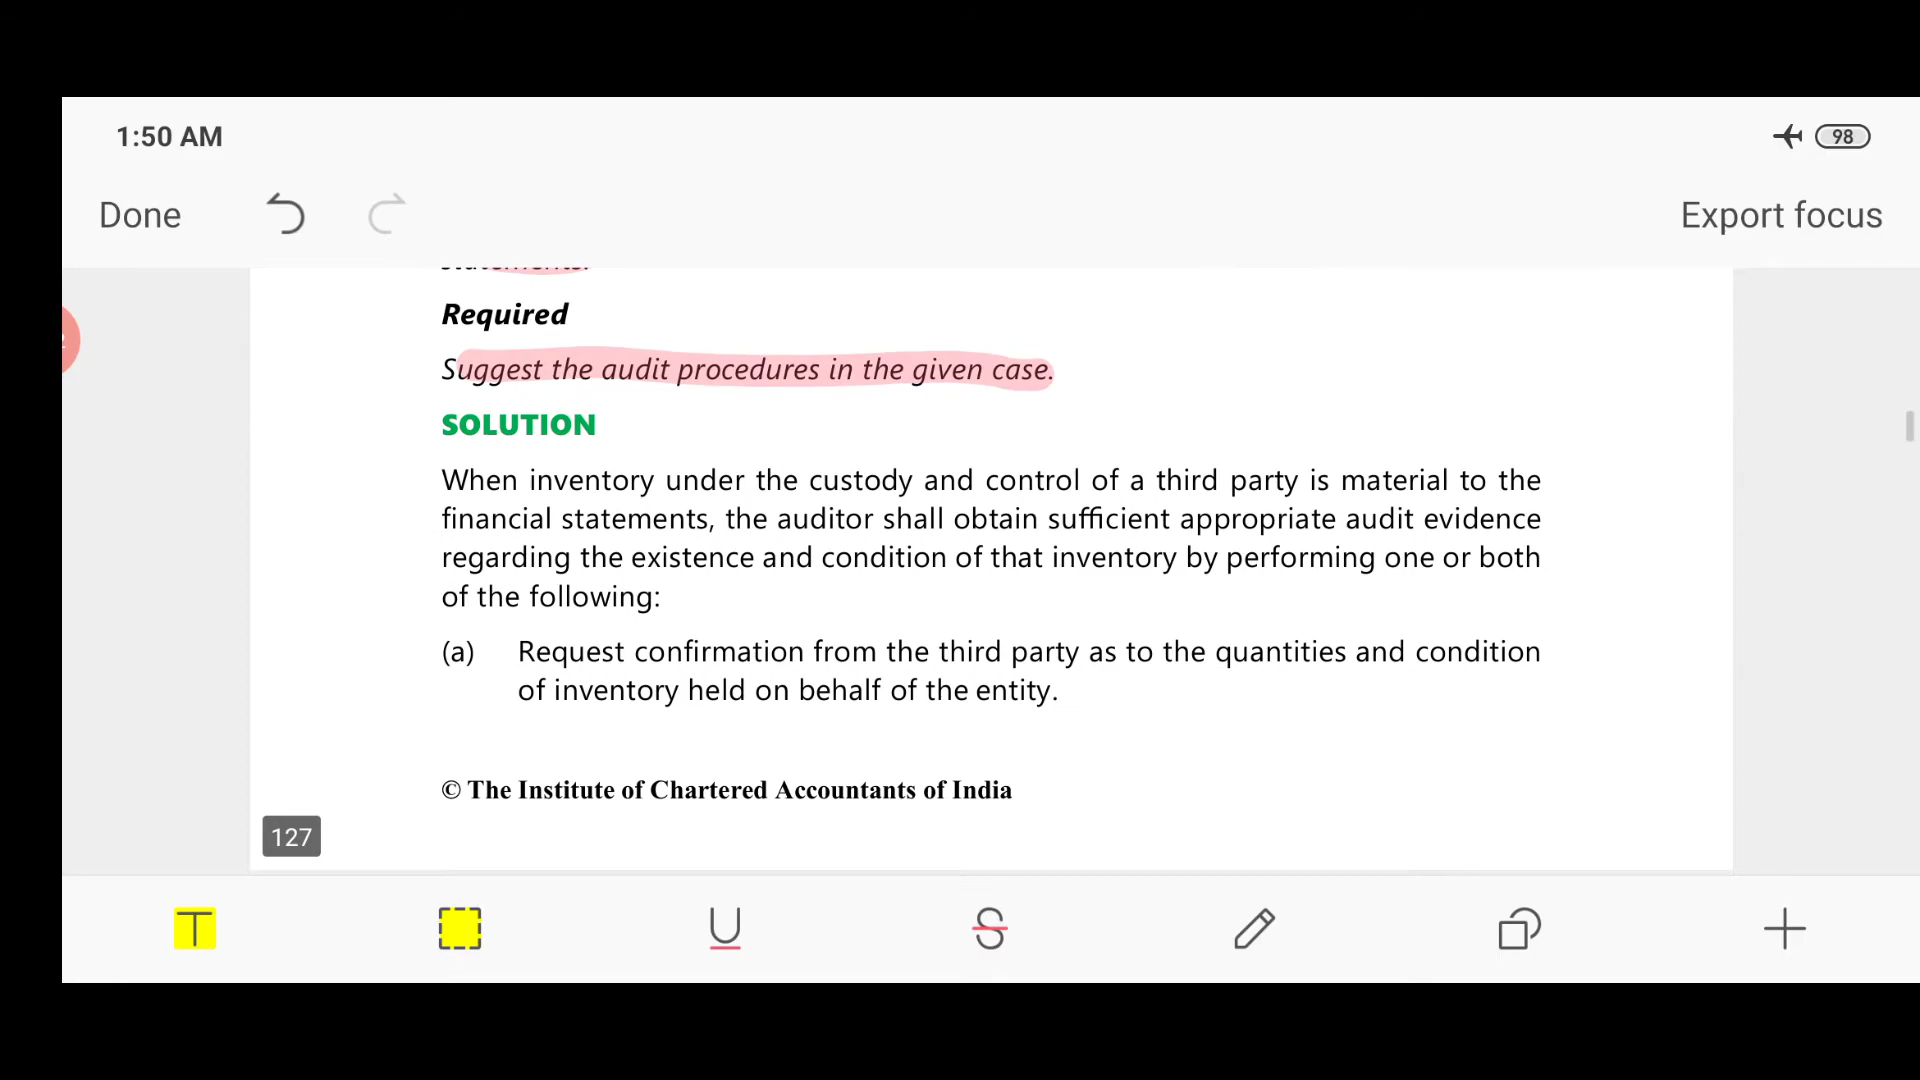 1:50 AM
98
Done
Export focus
statements.
Required
Suggest the audit procedures in the given case.
SOLUTION
When inventory under the custody and control of a third party is material to the
financial statements, the auditor shall obtain sufficient appropriate audit evidence
regarding the existence and condition of that inventory by performing one or both
of the following:
(a) Request confirmation from the third party as to the quantities and condition
of inventory held on behalf of the entity.
© The Institute of Chartered Accountants of India
127
T
U
S